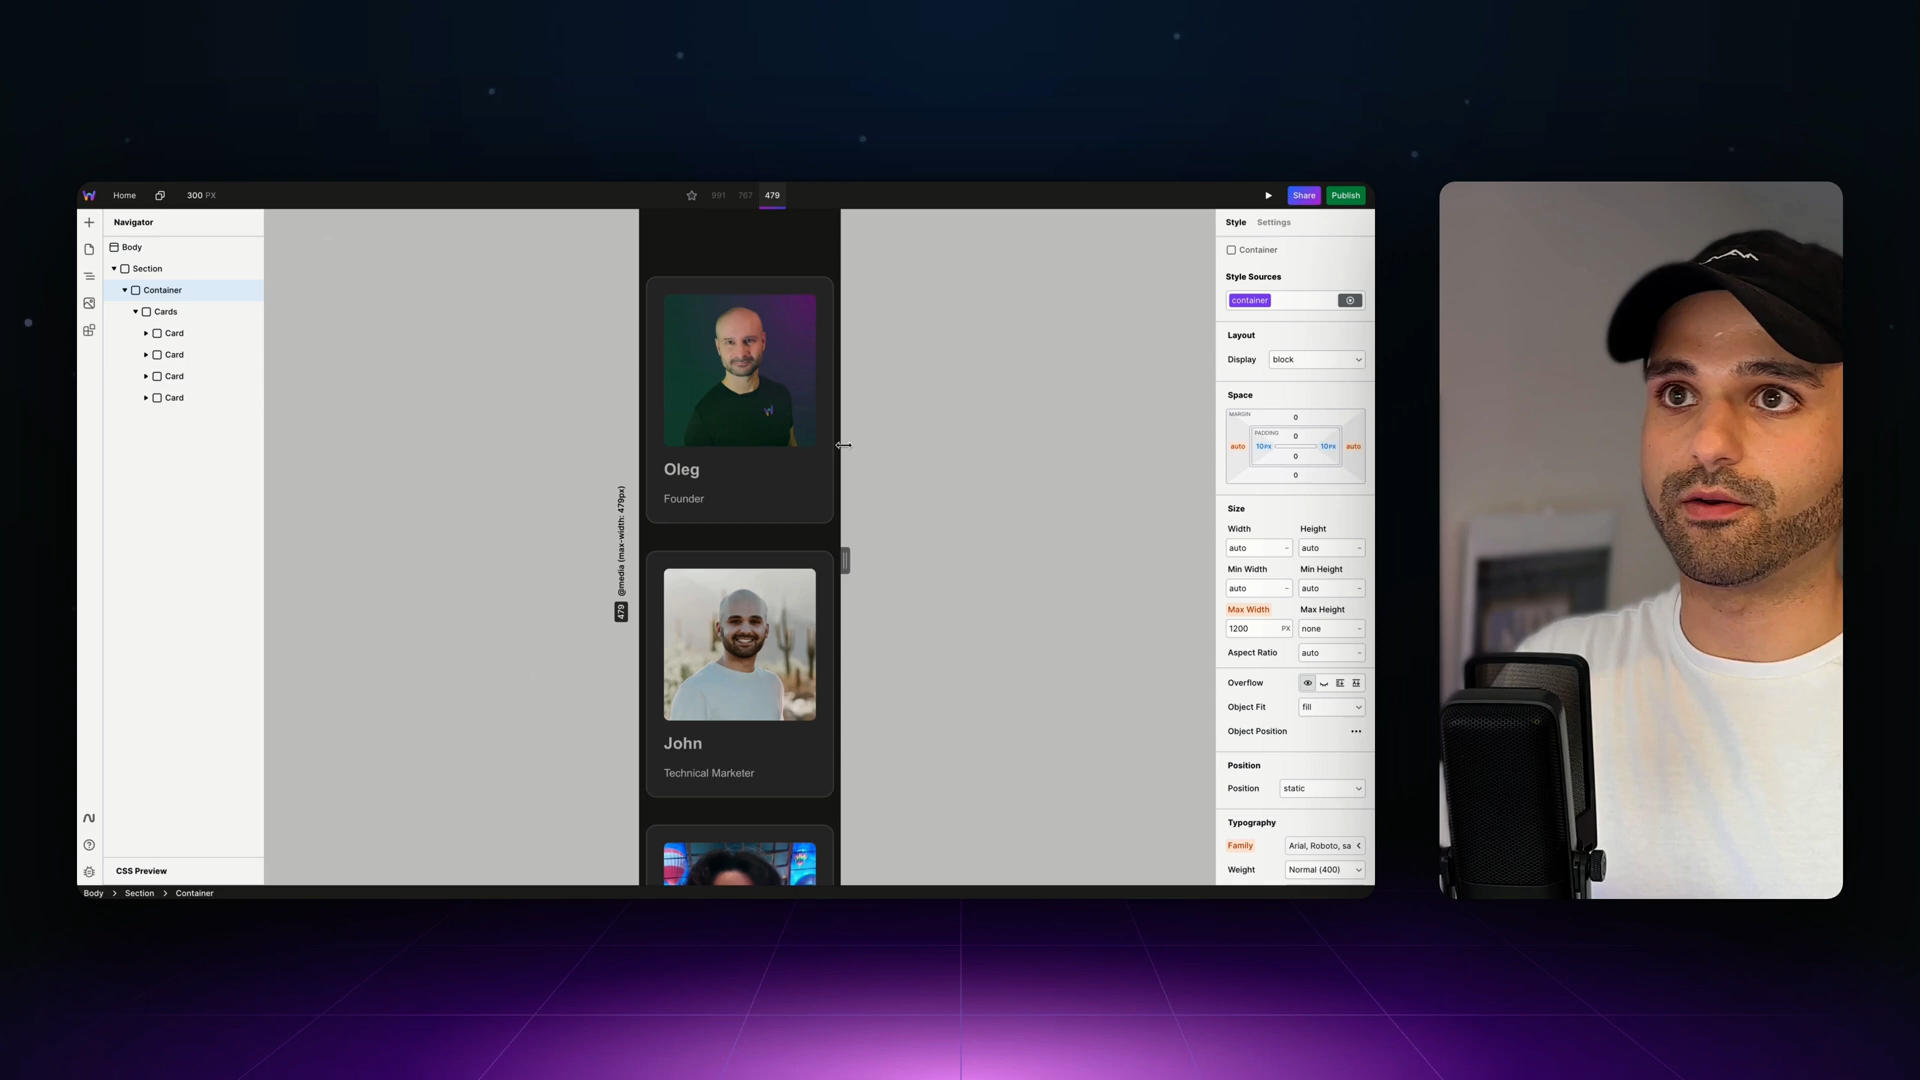 Home
300 PX
991
767
479
Share
Publish
Navigator
Body
Section
Container
Cards
Card
Card
Card
Card
CSS Preview
Body > Section > Container
@media (max-width: 479px)
479
Oleg
Founder
John
Technical Marketer
Style
Settings
Container
Style Sources
container
Layout
Display
block
Space
MARGIN
0
PADDING
0
auto
10PX
10PX
auto
0
0
Size
Width
Height
auto
auto
Min Width
Min Height
auto
auto
Max Width
Max Height
1200 PX
none
Aspect Ratio
auto
Overflow
Object Fit
fill
Object Position
Position
Position
static
Typography
Family
Arial, Roboto, sa
Weight
Normal (400)